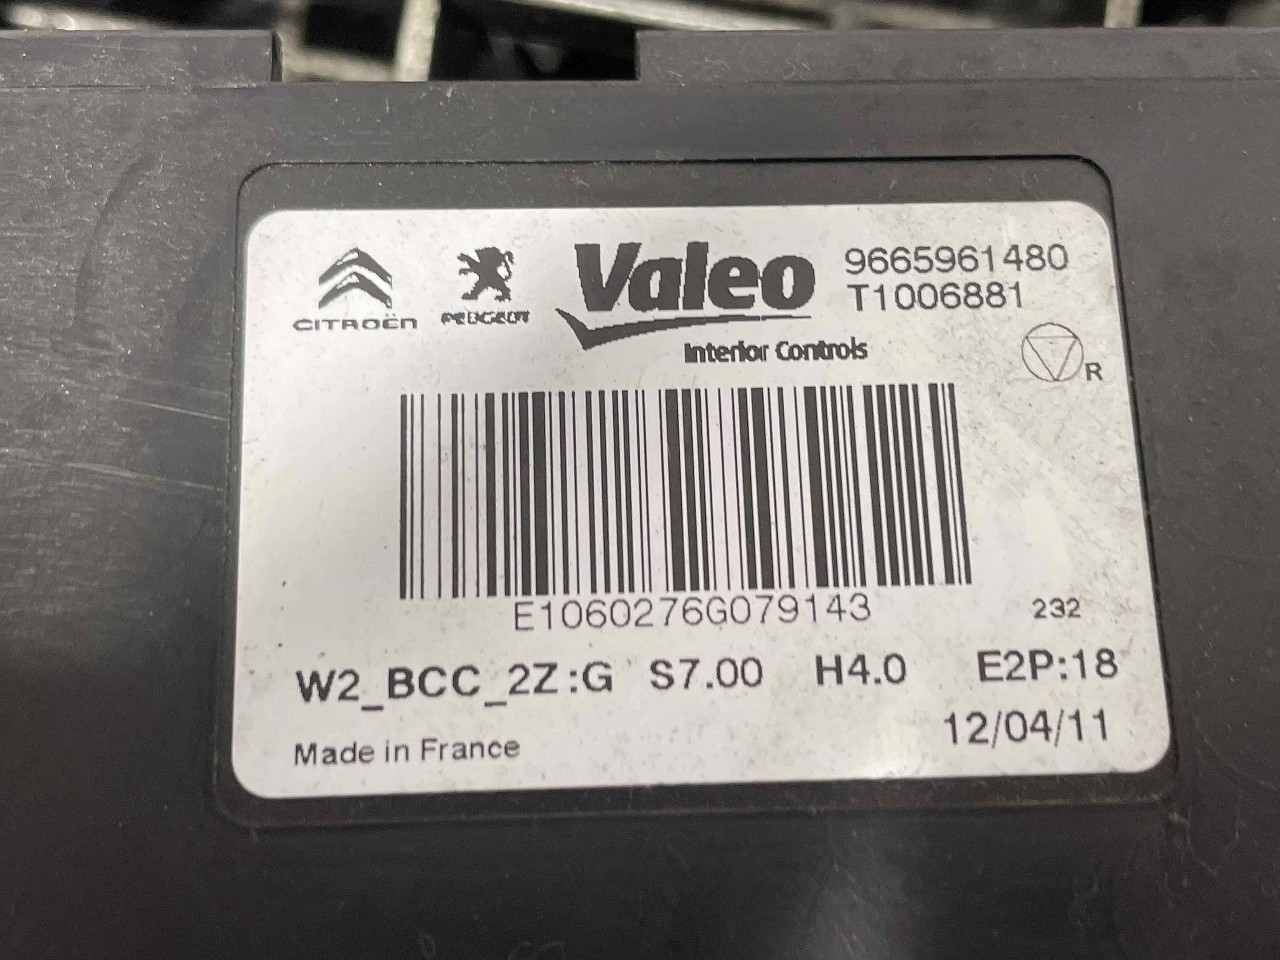 CITROËN PEUGEOT Valeo 9665961480
T1006881
Interior Controls
R
E1060276G079143 232
W2_BCC_2Z:G S7.00 H4.0 E2P:18
12/04/11
Made in France